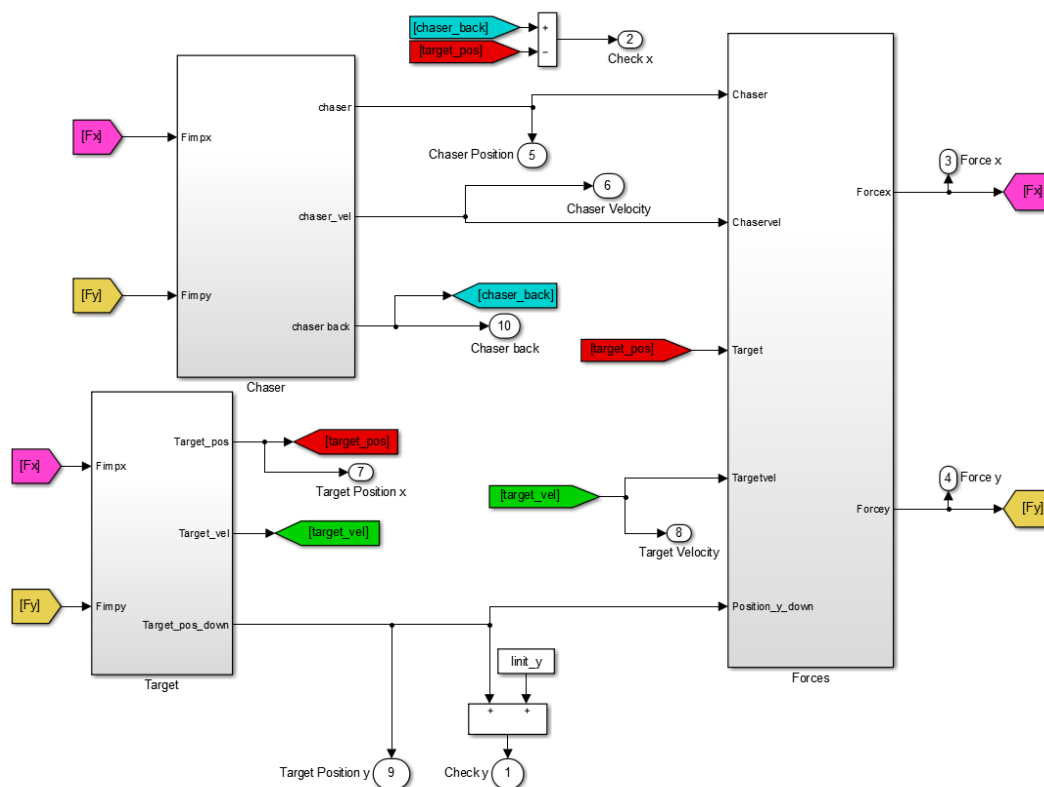 [chaser_back]
+
[target_pos]
−
2
Check x
chaser
Chaser
[Fx]
Fimpx
Chaser Position
5
3
Force x
6
Forcex
[Fx]
chaser_vel
Chaser Velocity
Chaservel
[Fy]
Fimpy
[chaser_back]
chaser back
10
Chaser back
[target_pos]
Target
Chaser
Target_pos
[target_pos]
[Fx]
Fimpx
7
Target Position x
Targetvel
4
Force y
[target_vel]
Forcey
[Fy]
Target_vel
[target_vel]
8
Target Velocity
[Fy]
Fimpy
Position_y_down
Target_pos_down
linit_y
Target
Forces
+
+
Target Position y
9
Check y
1